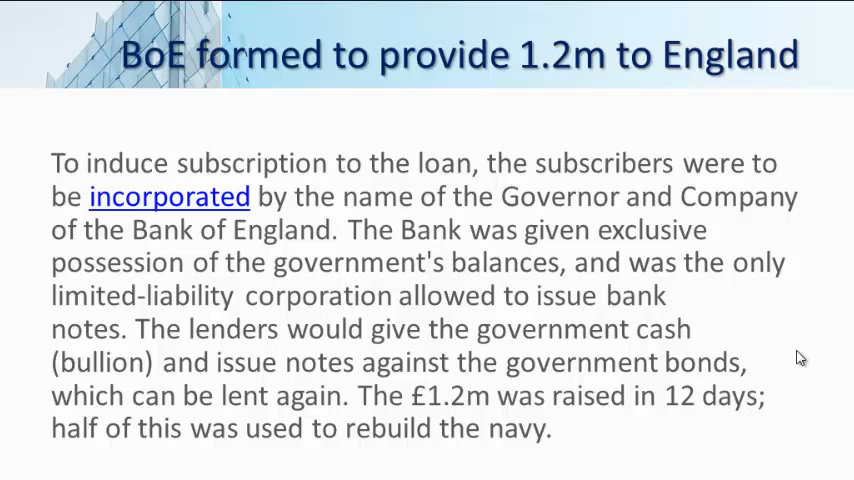 BoE formed to provide 1.2m to England
To induce subscription to the loan, the subscribers were to
be incorporated by the name of the Governor and Company
of the Bank of England. The Bank was given exclusive
possession of the government's balances, and was the only
limited-liability corporation allowed to issue bank
notes. The lenders would give the government cash
(bullion) and issue notes against the government bonds,
which can be lent again. The £1.2m was raised in 12 days;
half of this was used to rebuild the navy.